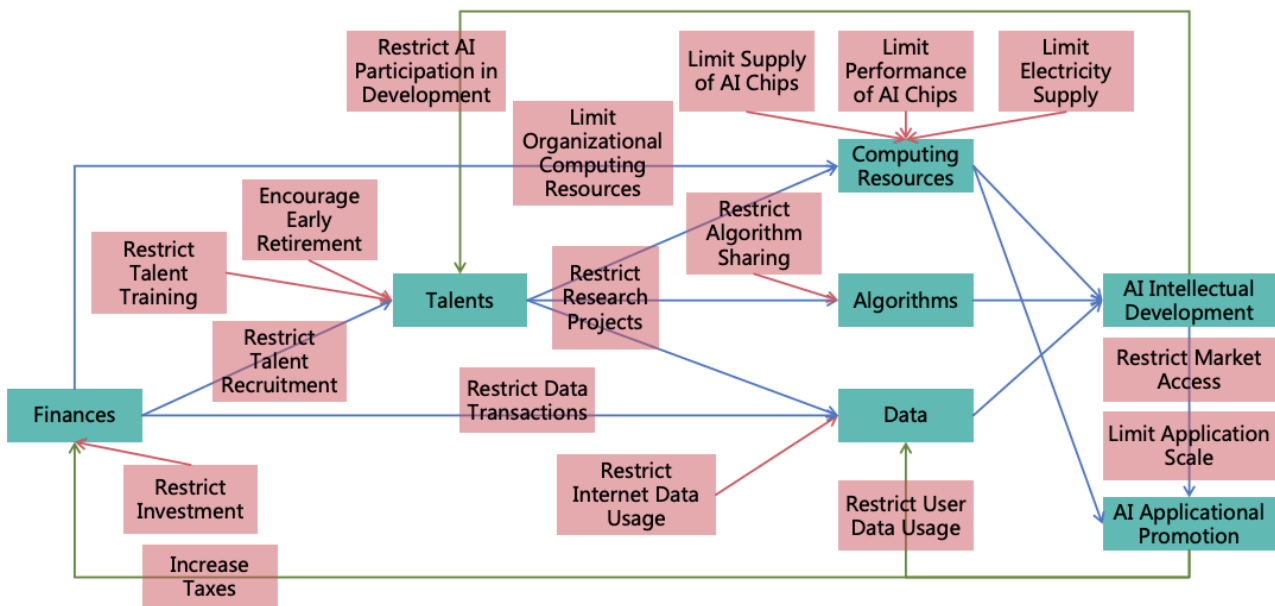 Restrict AI
Participation in
Development
Limit Supply
of AI Chips
Limit
Performance
of AI Chips
Limit
Electricity
Supply
Limit
Organizational
Computing
Resources
Computing
Resources
Encourage
Early
Retirement
Restrict
Algorithm
Sharing
Restrict
Talent
Training
Talents
Restrict
Research
Projects
Algorithms
AI Intellectual
Development
Restrict
Talent
Recruitment
Restrict Market
Access
Finances
Restrict Data
Transactions
Data
Limit Application
Scale
Restrict
Investment
Restrict
Internet Data
Usage
Restrict User
Data Usage
AI Applicational
Promotion
Increase
Taxes